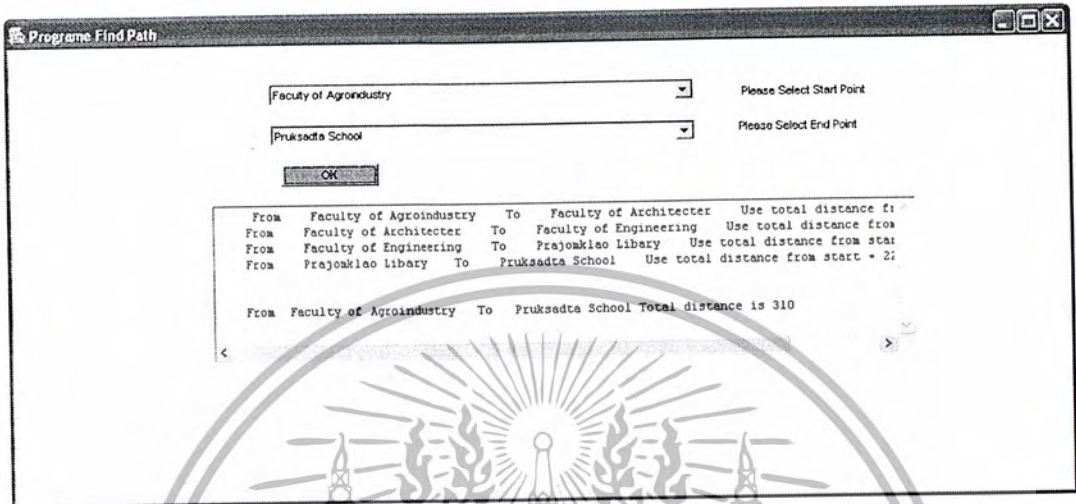 Programe Find Path
Faculty of Agroindustry
Please Select Start Point
Pruksadta School
Please Select End Point
OK
From Faculty of Agroindustry To Faculty of Architecter Use total distance
From Faculty of Architecter To Faculty of Engineering Use total distance from
From Faculty of Engineering To Prajomklao Libary Use total distance from
From Prajomklao Libary To Pruksadta School Use total distance from start = 22
From Faculty of Agroindustry To Pruksadta School Total distance is 310